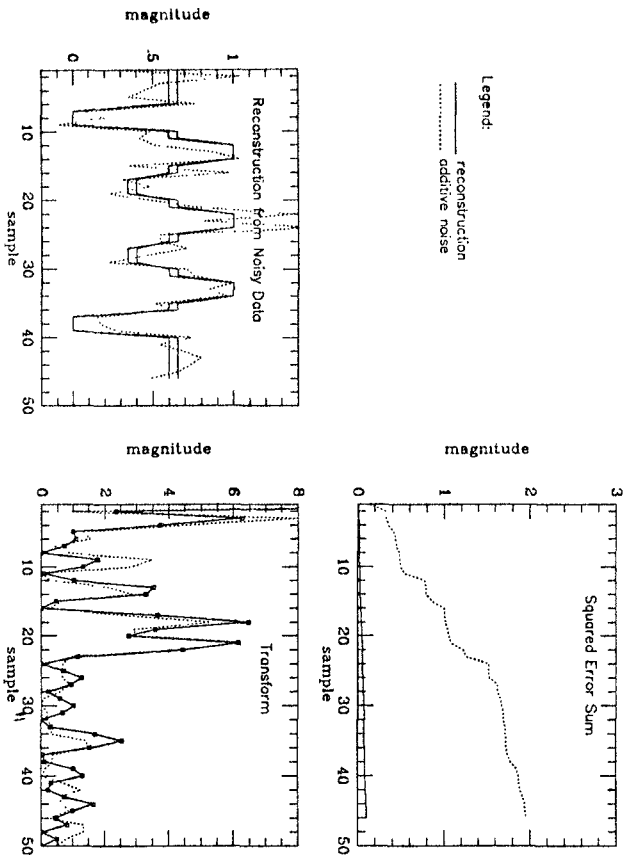 Legend:
reconstruction
additive noise
Squared Error Sum
magnitude
0
1
2
3
10
20
30
40
50
sample
Reconstruction from Noisy Data
magnitude
0
.5
1
10
20
30
40
50
sample
Transform
magnitude
0
2
4
6
8
10
20
30
40
50
sample